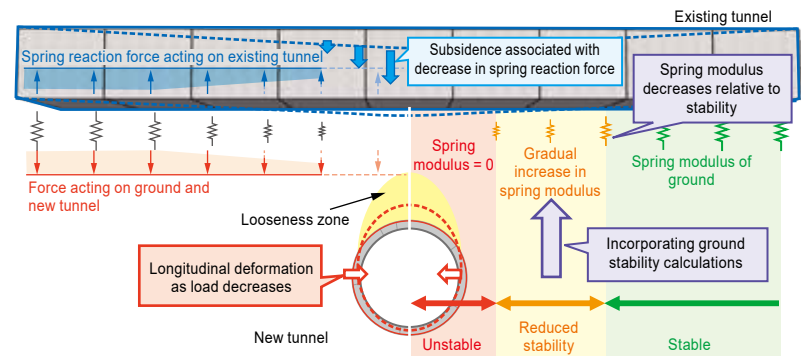 Existing tunnel
Spring reaction force acting on existing tunnel
Subsidence associated with
decrease in spring reaction force
Spring modulus
decreases relative to
stability
Spring
modulus = 0
Gradual
increase in
spring modulus
Spring modulus of
ground
Force acting on ground and
new tunnel
Looseness zone
Incorporating ground
stability calculations
Longitudinal deformation
as load decreases
New tunnel
Unstable
Reduced
stability
Stable